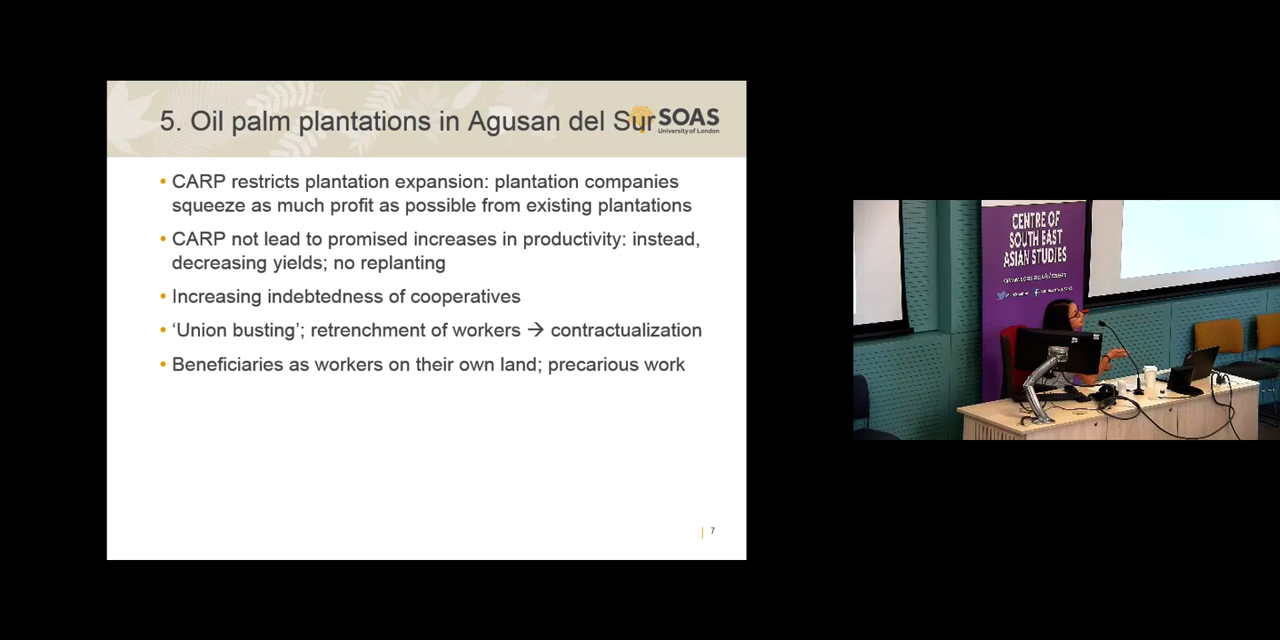 5. Oil palm plantations in Agusan del Sur
SOAS
University of London
• CARP restricts plantation expansion: plantation companies
squeeze as much profit as possible from existing plantations
• CARP not lead to promised increases in productivity: instead,
decreasing yields; no replanting
• Increasing indebtedness of cooperatives
• ‘Union busting’; retrenchment of workers → contractualization
• Beneficiaries as workers on their own land; precarious work
7
CENTRE OF
SOUTH EAST
ASIAN STUDIES